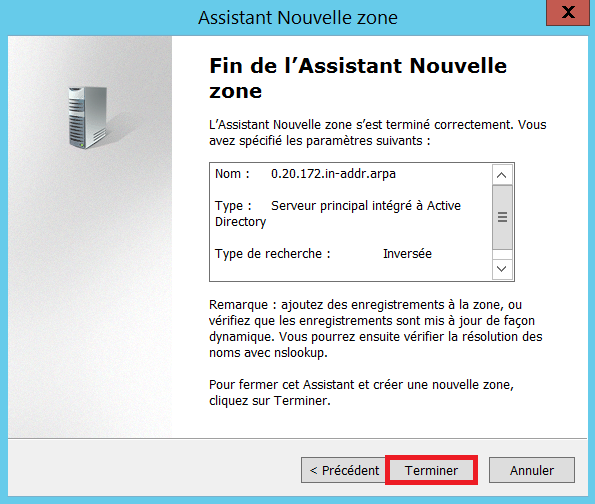 Assistant Nouvelle zone
X
Fin de l’Assistant Nouvelle
zone
L’Assistant Nouvelle zone s’est terminé correctement. Vous
avez spécifié les paramètres suivants :
Nom : 0.20.172.in-addr.arpa
Type : Serveur principal intégré à Active
Directory
Type de recherche : Inversée
Remarque : ajoutez des enregistrements à la zone, ou
vérifiez que les enregistrements sont mis à jour de façon
dynamique. Vous pourrez ensuite vérifier la résolution des
noms avec nslookup.
Pour fermer cet Assistant et créer une nouvelle zone,
cliquez sur Terminer.
< Précédent Terminer Annuler